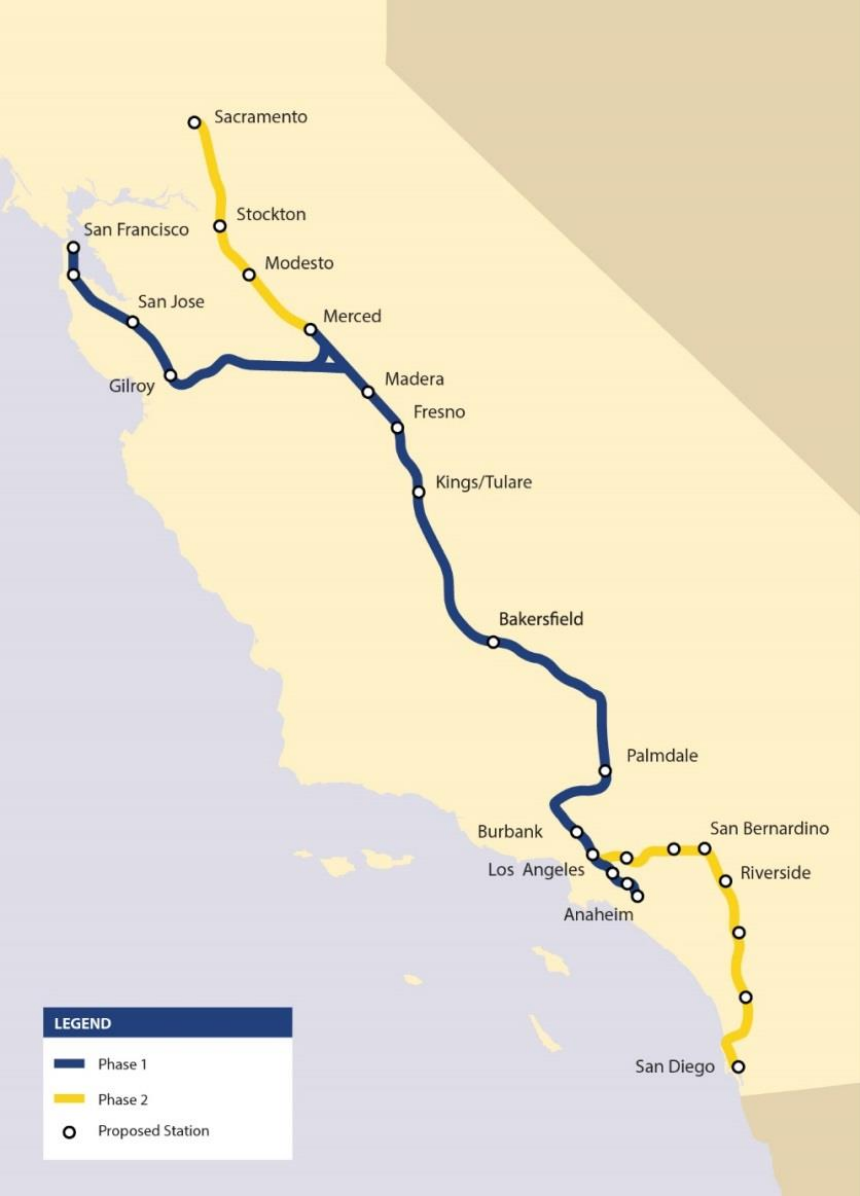 Sacramento
Stockton
San Francisco
Modesto
San Jose
Merced
Gilroy
Madera
Fresno
Kings/Tulare
Bakersfield
Palmdale
Burbank
San Bernardino
Los Angeles
Riverside
Anaheim
San Diego
LEGEND
Phase 1
Phase 2
Proposed Station